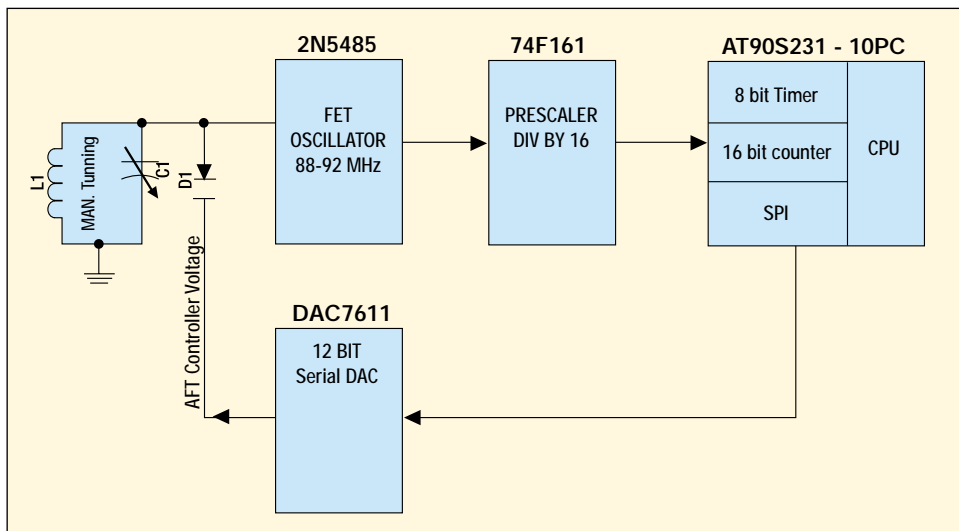 2N5485
74F161
AT90S231 - 10PC
FET
OSCILLATOR
88-92 MHz
PRESCALER
DIV BY 16
8 bit Timer
16 bit counter
SPI
CPU
L1
MAN. Tunning
C1
D1
AFT Controller Voltage
DAC7611
12 BIT
Serial DAC